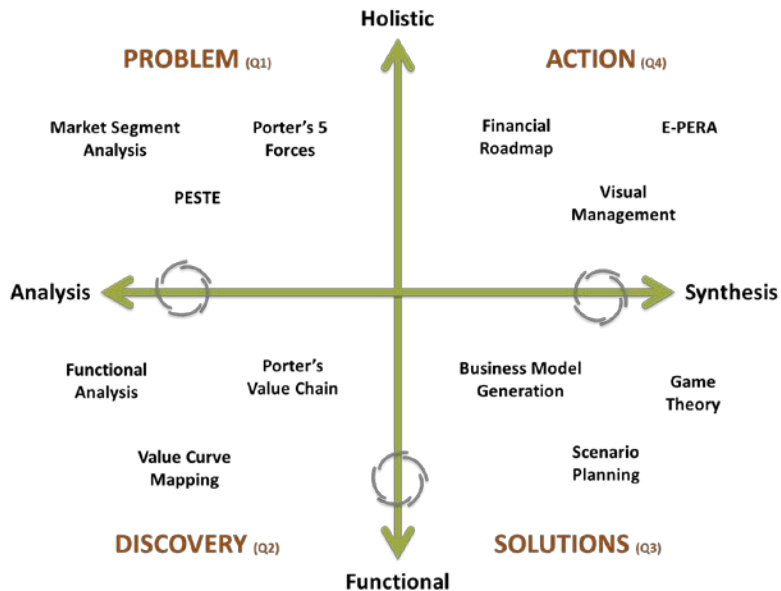 Holistic
PROBLEM (Q1)
ACTION (Q4)
Market Segment
Analysis
Porter's 5
Forces
PESTE
Financial
Roadmap
E-PERA
Visual
Management
Analysis
Synthesis
Functional
Analysis
Porter's
Value Chain
Value Curve
Mapping
Business Model
Generation
Game
Theory
Scenario
Planning
DISCOVERY (Q2)
SOLUTIONS (Q3)
Functional